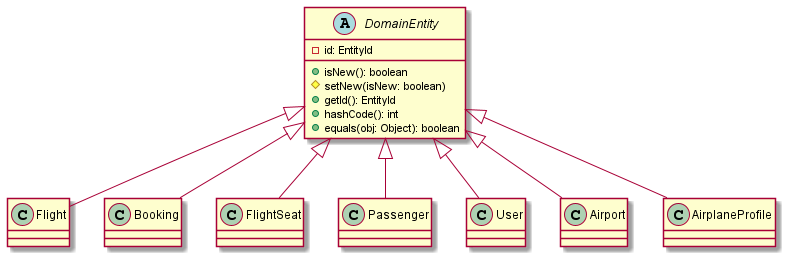 A DomainEntity
id: EntityId
isNew(): boolean
setNew(isNew: boolean)
getId(): EntityId
hashCode(): int
equals(obj: Object): boolean
C Flight
C Booking
C FlightSeat
C Passenger
C User
C Airport
C AirplaneProfile